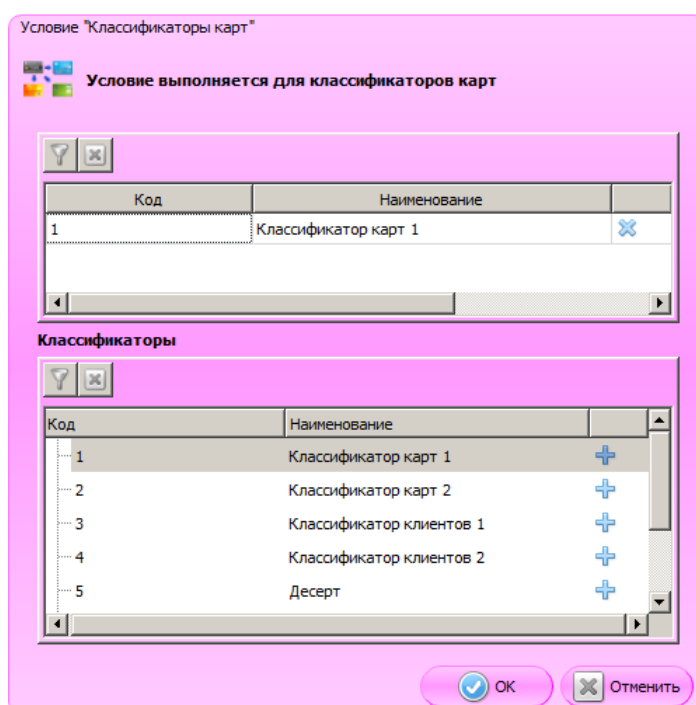 Условие "Классификаторы карт"
Условие выполняется для классификаторов карт
Код Наименование
1 Классификатор карт 1
Классификаторы
Код Наименование
1 Классификатор карт 1
2 Классификатор карт 2
3 Классификатор клиентов 1
4 Классификатор клиентов 2
5 Десерт
ОК Отменить